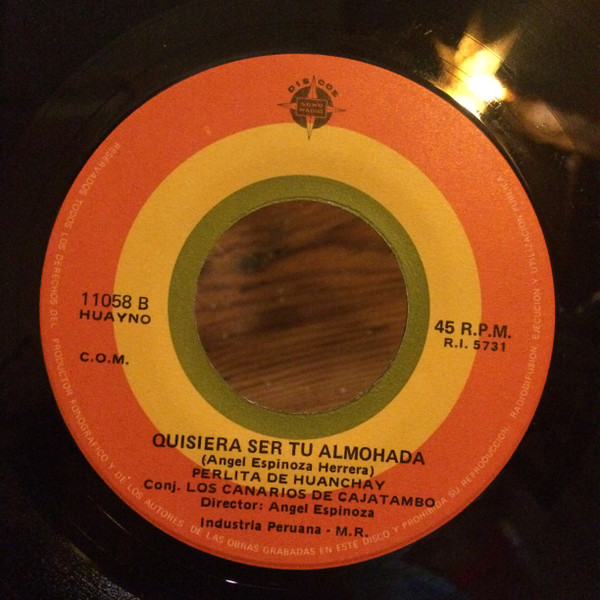 DISCOS
SONO
RADIO
11058 B
HUAYNO
45 R.P.M.
R.I. 5731
C.O.M.
QUISIERA SER TU ALMOHADA
(Angel Espinoza Herrera)
PERLITA DE HUANCHAY
Conj. LOS CANARIOS DE CAJATAMBO
Director: Angel Espinoza
Industria Peruana - M.R.
RESERVADOS TODOS LOS DERECHOS DEL PRODUCTOR FONOGRAFICO Y DE LOS AUTORES DE LAS OBRAS GRABADAS EN ESTE DISCO Y PROHIBIDA SU REPRODUCCION, RADIODIFUSION, EJECUCION Y UTILIZACION PUBLICA